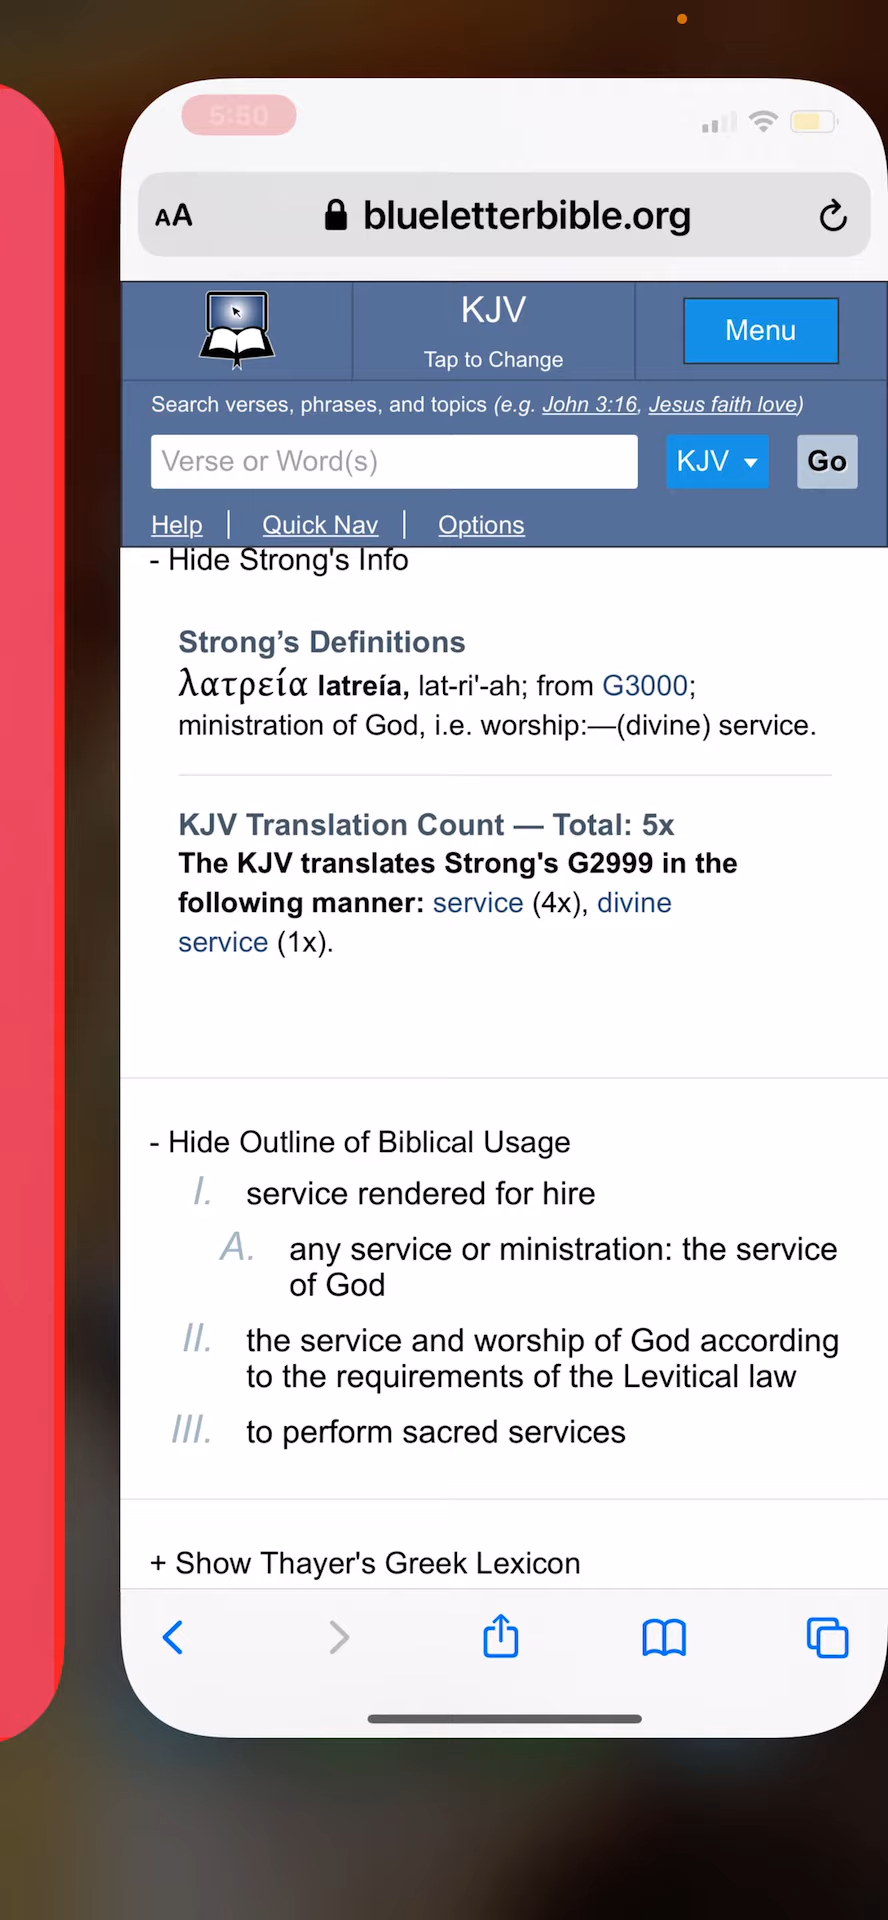 5:50
AA blueletterbible.org
KJV
Tap to Change
Menu
Search verses, phrases, and topics (e.g. John 3:16, Jesus faith love)
Verse or Word(s) KJV Go
Help | Quick Nav | Options
- Hide Strong's Info
Strong’s Definitions
λατρεία latreía, lat-ri'-ah; from G3000;
ministration of God, i.e. worship:—(divine) service.
KJV Translation Count — Total: 5x
The KJV translates Strong's G2999 in the
following manner: service (4x), divine
service (1x).
- Hide Outline of Biblical Usage
I. service rendered for hire
A. any service or ministration: the service
of God
II. the service and worship of God according
to the requirements of the Levitical law
III. to perform sacred services
+ Show Thayer's Greek Lexicon